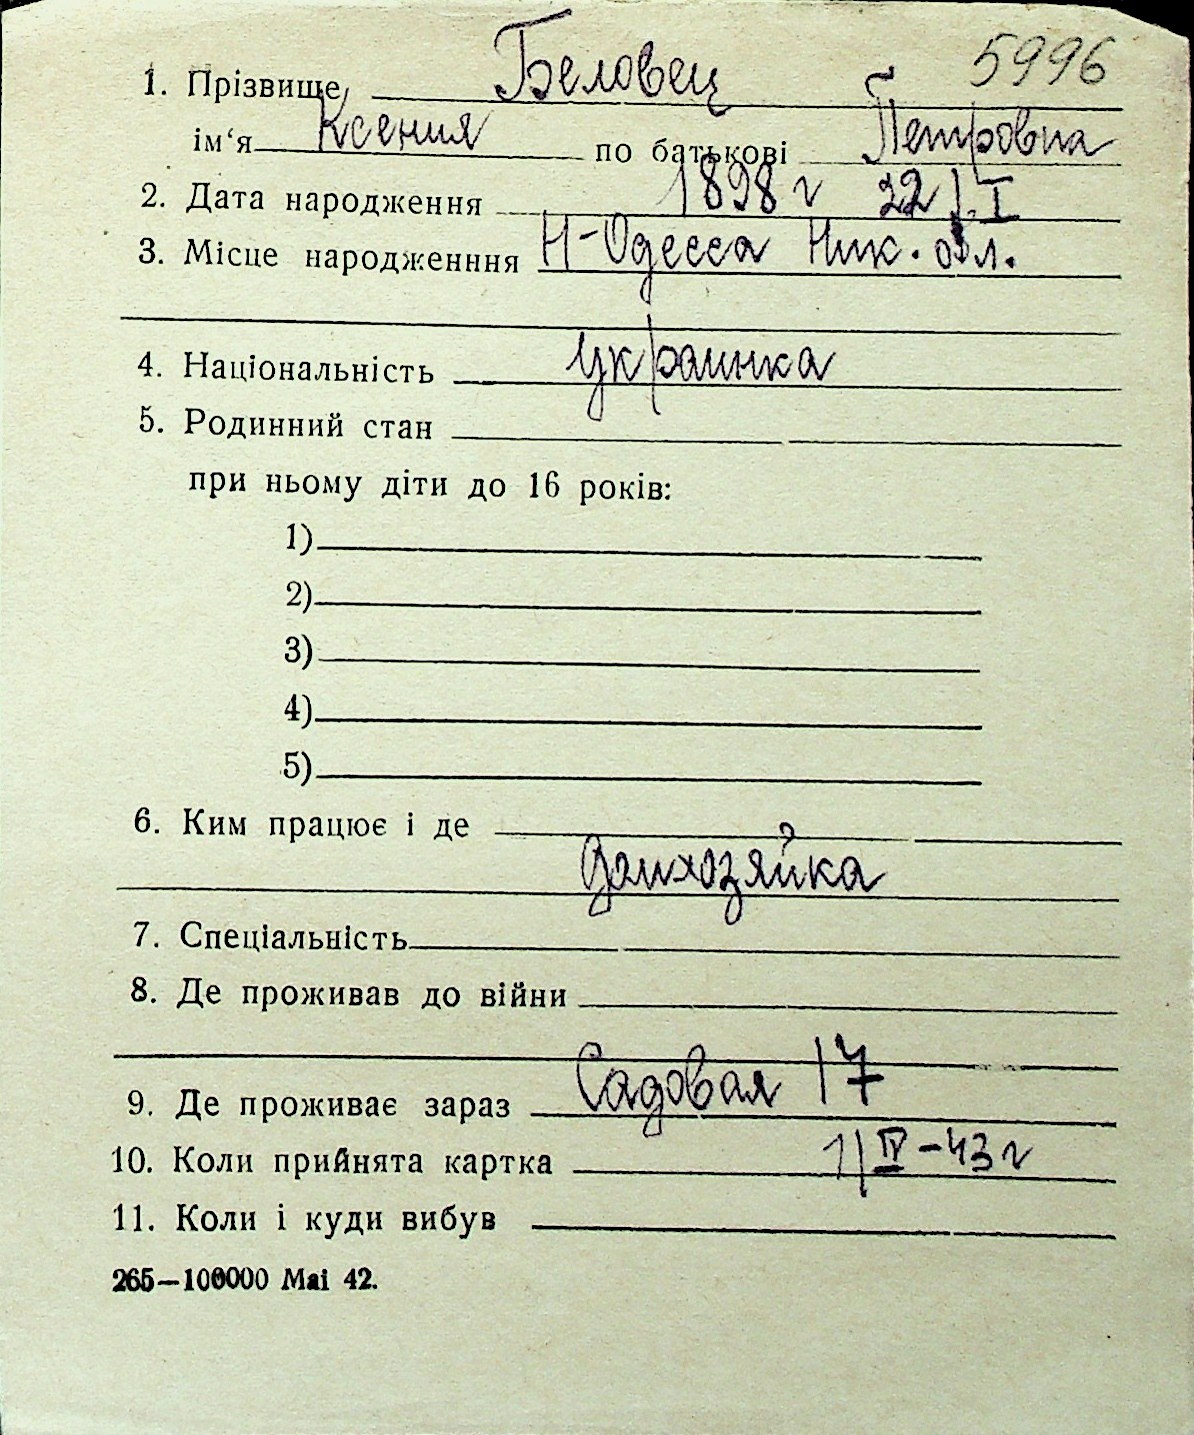 5996
1. Прізвище, Беловец
ім‘я Ксения по батькові Петровна
2. Дата народження 1898 г 22/I
3. Місце народженння Н-Одесса Ник. обл.
4. Національність украинка
5. Родинний стан
при ньому діти до 16 років:
1)
2)
3)
4)
5)
6. Ким працює і де
домхозяйка
7. Спеціальність
8. Де проживав до війни
9. Де проживає зараз Садовая 17
10. Коли прийнята картка 1/IV-43 г
11. Коли і куди вибув
265—100000 Mai 42.